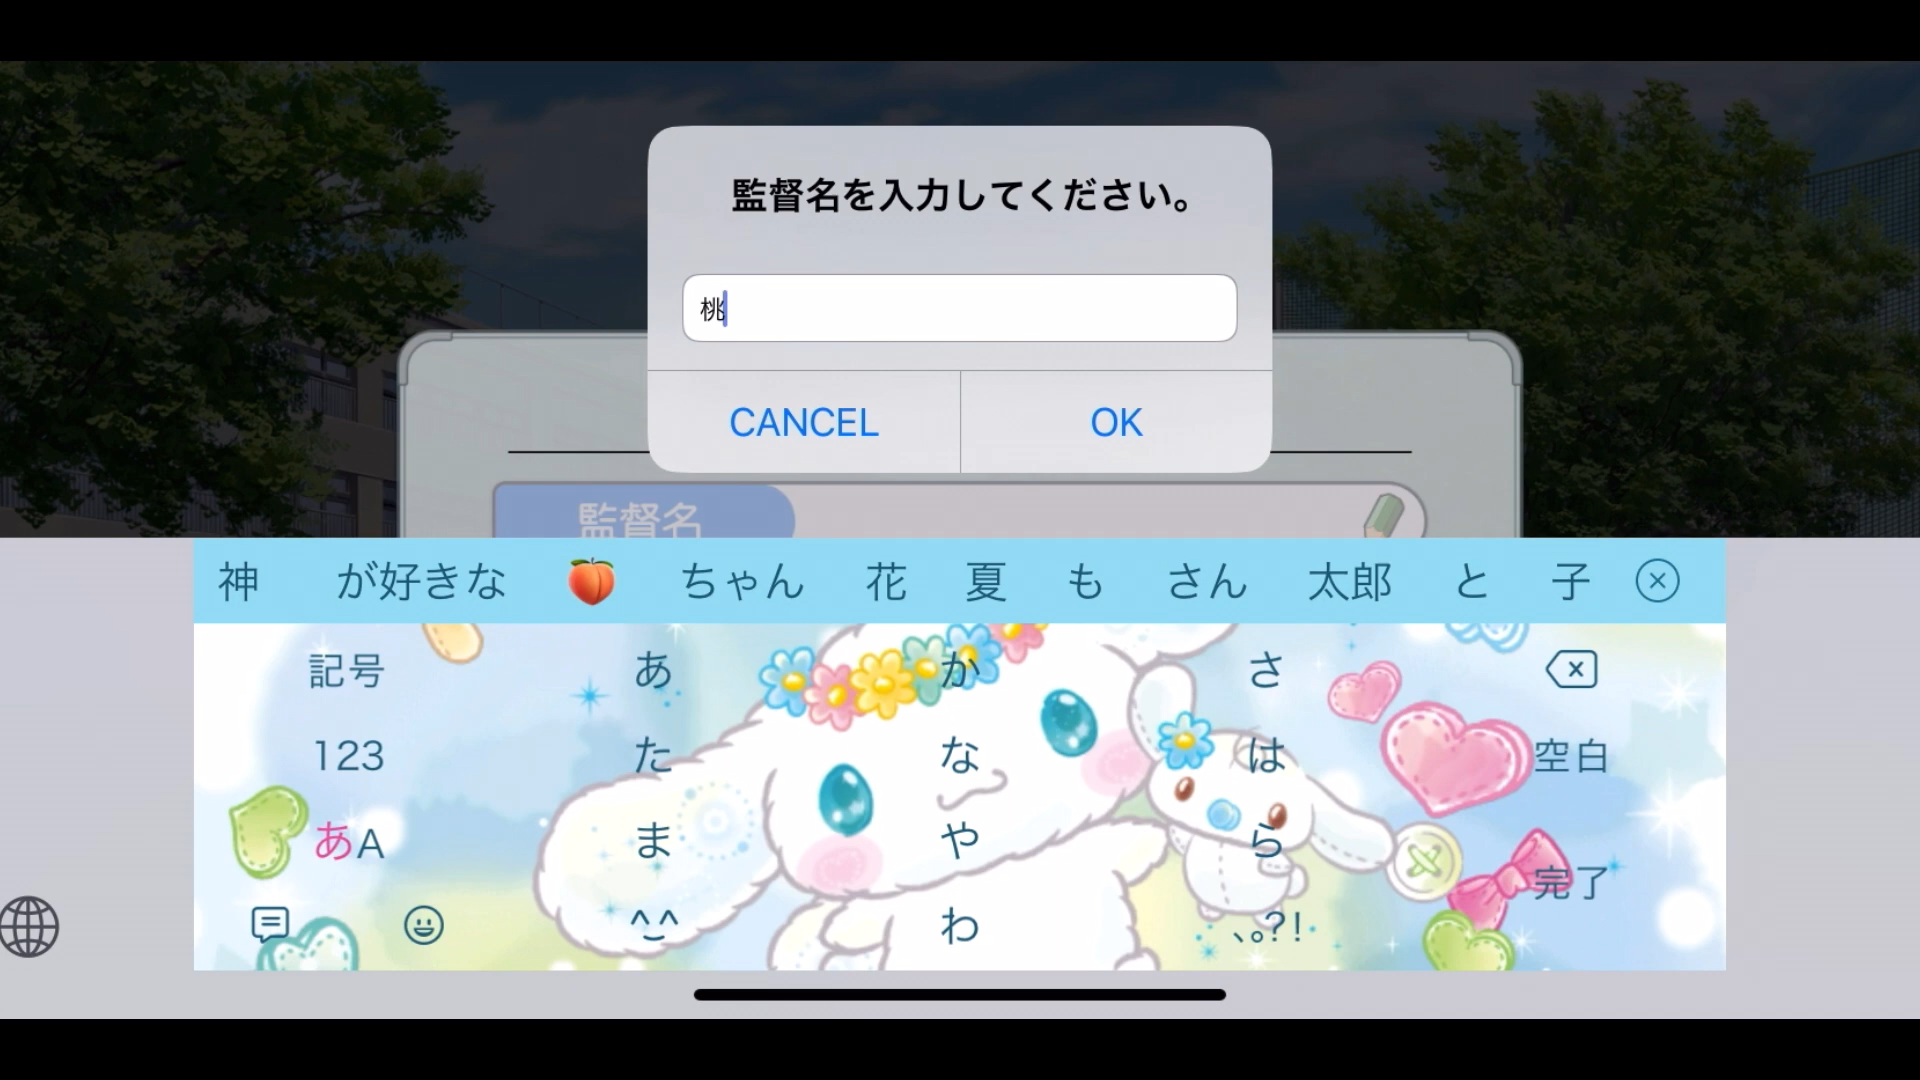 監督名を入力してください。
桃
CANCEL OK
監督名
神 が好きな 🍑 ちゃん 花 夏 も さん 太郎 と 子
記号 あ か さ
123 た な は 空白
あA ま や ら 完了
^_^ わ 、。?!